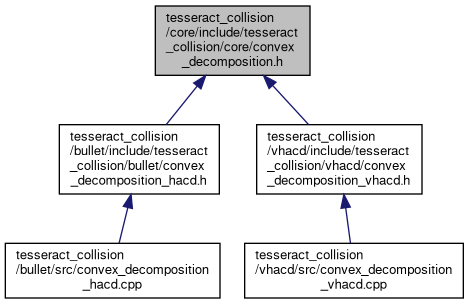 tesseract_collision
/core/include/tesseract
_collision/core/convex
_decomposition.h
tesseract_collision
/bullet/include/tesseract
_collision/bullet/convex
_decomposition_hacd.h
tesseract_collision
/vhacd/include/tesseract
_collision/vhacd/convex
_decomposition_vhacd.h
tesseract_collision
/bullet/src/convex_decomposition
_hacd.cpp
tesseract_collision
/vhacd/src/convex_decomposition
_vhacd.cpp